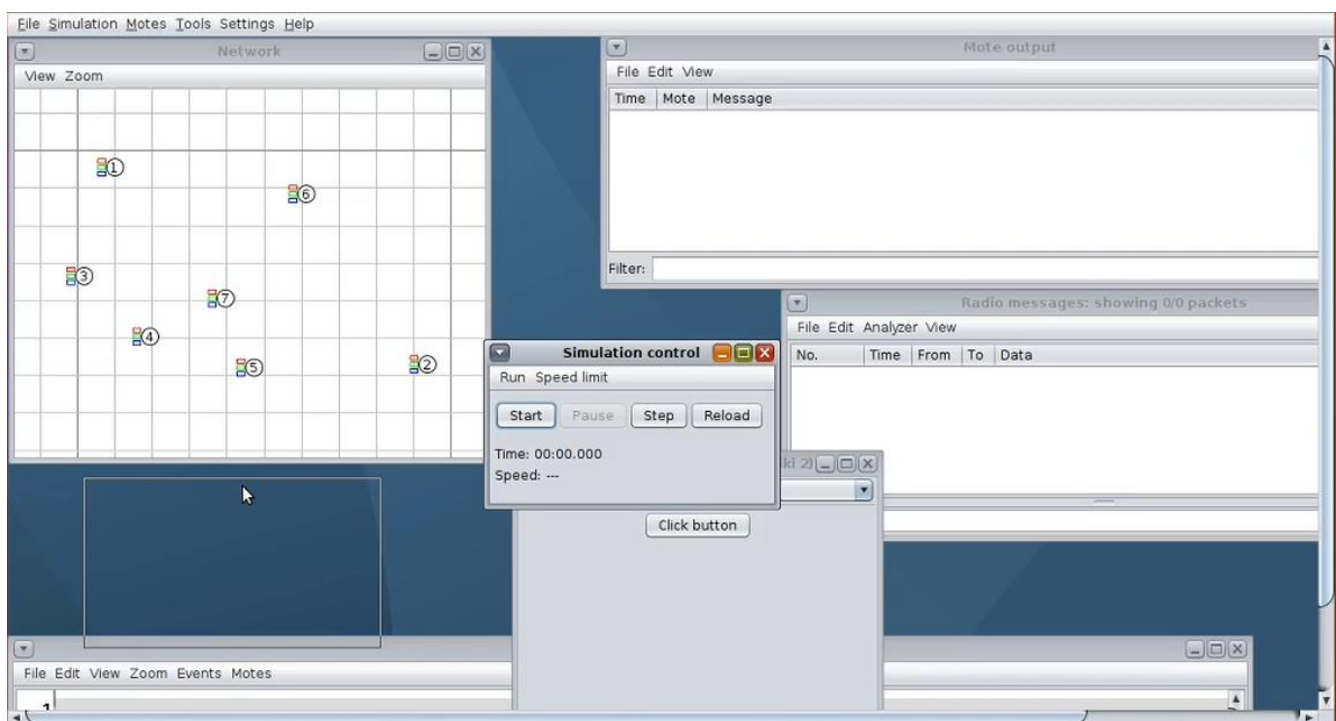 File Simulation Motes Tools Settings Help
Network
View Zoom
1
6
3
7
4
5
2
Mote output
File Edit View
Time Mote Message
Filter:
Radio messages: showing 0/0 packets
File Edit Analyzer View
No. Time From To Data
Simulation control
Run Speed limit
Start Pause Step Reload
Time: 00:00.000
Speed: ---
ki 2)
Click button
File Edit View Zoom Events Motes
1